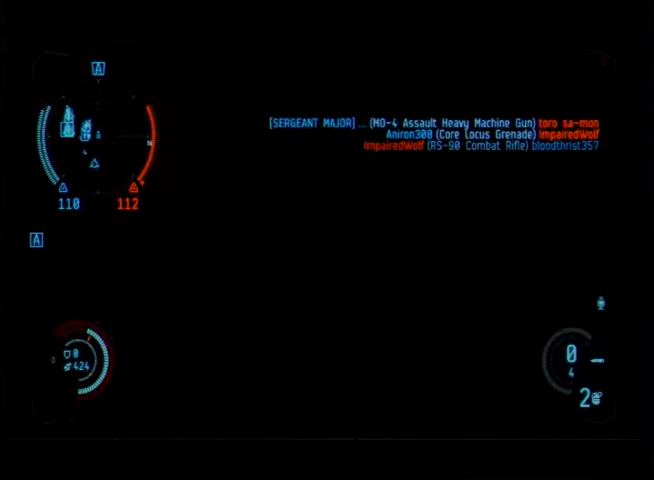 A
[SERGEANT MAJOR]... (MO-4 Assault Heavy Machine Gun) toro sa-mon
A
Aniron308 (Core Locus Grenade) ImpairedWolf
ImpairedWolf (RS-90 Combat Rifle) bloodthrist357
N
110 112
A
0
424
0
4
2